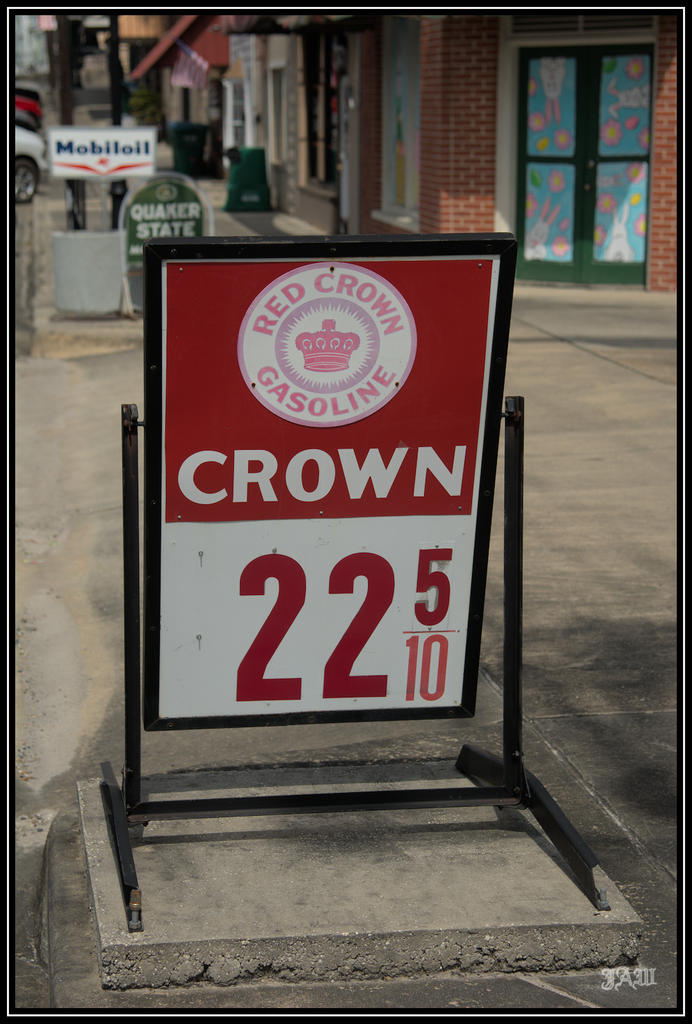 Mobiloil
QUAKER
STATE
RED CROWN
GASOLINE
CROWN
22 5/10
JAW